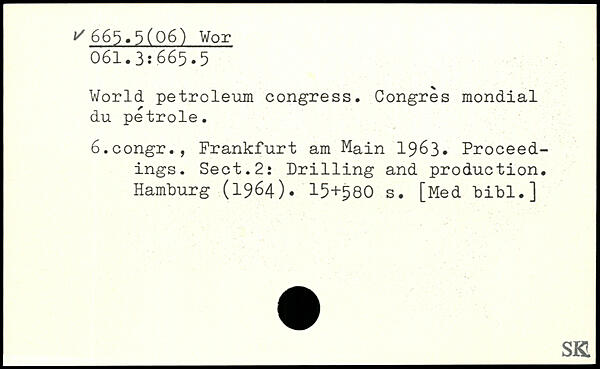 ✓ 665.5(06) Wor
061.3:665.5
World petroleum congress. Congrès mondial
du pétrole.
6.congr., Frankfurt am Main 1963. Proceed-
ings. Sect.2: Drilling and production.
Hamburg (1964). 15+580 s. [Med bibl.]
SK